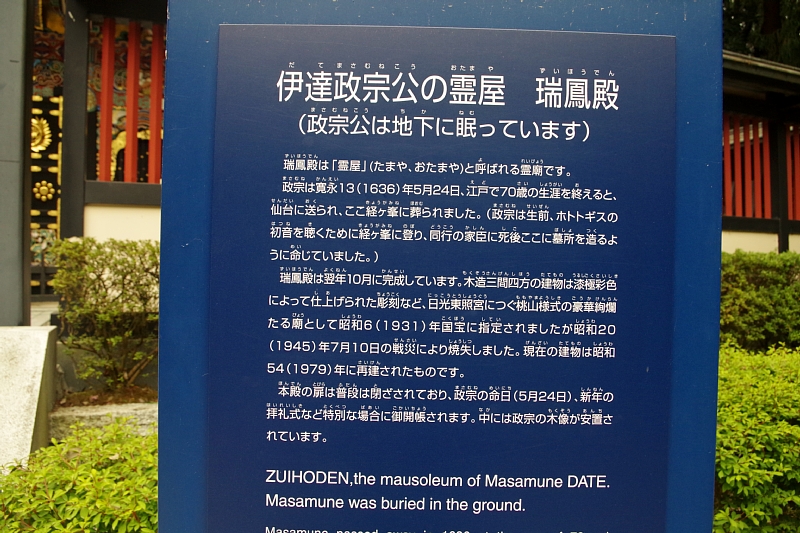 伊達政宗公の霊屋　瑞鳳殿
（政宗公は地下に眠っています）
瑞鳳殿は「霊屋」(たまや、おたまや)と呼ばれる霊廟です。
政宗は寛永13(1636)年5月24日、江戸で70歳の生涯を終えると、
仙台に送られ、ここ経ヶ峯に葬られました。(政宗は生前、ホトトギスの
初音を聴くために経ヶ峯に登り、同行の家臣に死後ここに墓所を造るよ
うに命じていました。)
瑞鳳殿は翌年10月に完成しています。木造三間四方の建物は漆極彩色
によって仕上げられた彫刻など、日光東照宮につぐ桃山様式の豪華絢爛
たる廟として昭和6(1931)年国宝に指定されましたが昭和20
(1945)年7月10日の戦災により焼失しました。現在の建物は昭和
54(1979)年に再建されたものです。
本殿の扉は普段は閉ざされており、政宗の命日(5月24日)、新年の
拝礼式など特別な場合に御開帳されます。中には政宗の木像が安置さ
れています。
ZUIHODEN,the mausoleum of Masamune DATE.
Masamune was buried in the ground.